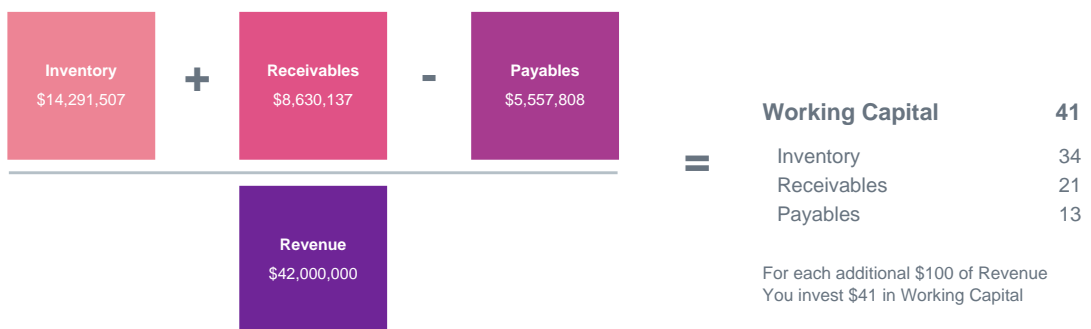 Inventory
$14,291,507
+
Receivables
$8,630,137
-
Payables
$5,557,808
Revenue
$42,000,000
=
Working Capital 41
Inventory 34
Receivables 21
Payables 13
For each additional $100 of Revenue
You invest $41 in Working Capital